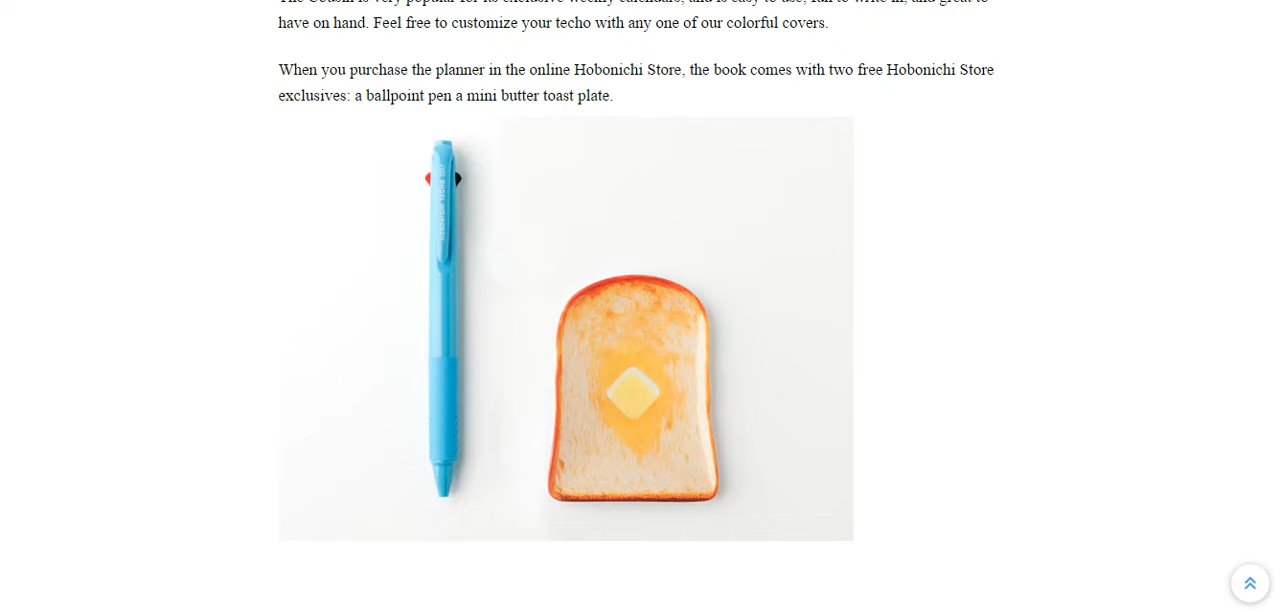 have on hand. Feel free to customize your techo with any one of our colorful covers.
When you purchase the planner in the online Hobonichi Store, the book comes with two free Hobonichi Store
exclusives: a ballpoint pen a mini butter toast plate.